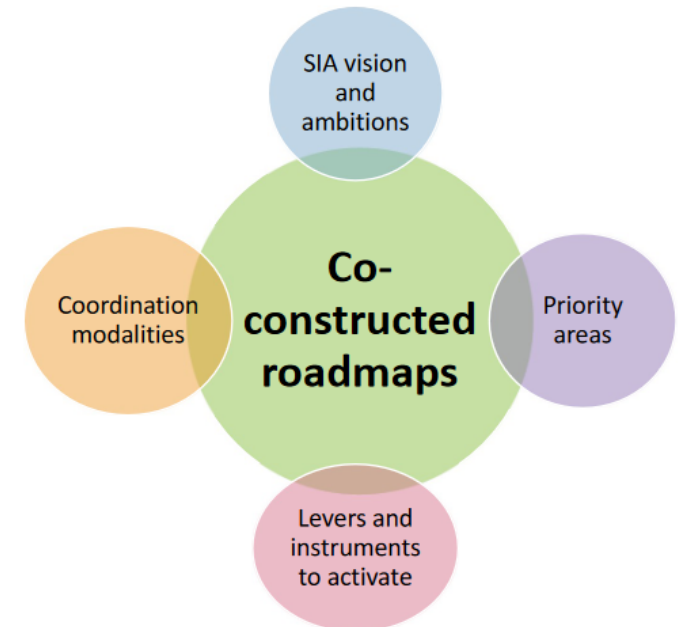 SIA vision
and
ambitions
Co-
constructed
roadmaps
Coordination
modalities
Priority
areas
Levers and
instruments
to activate